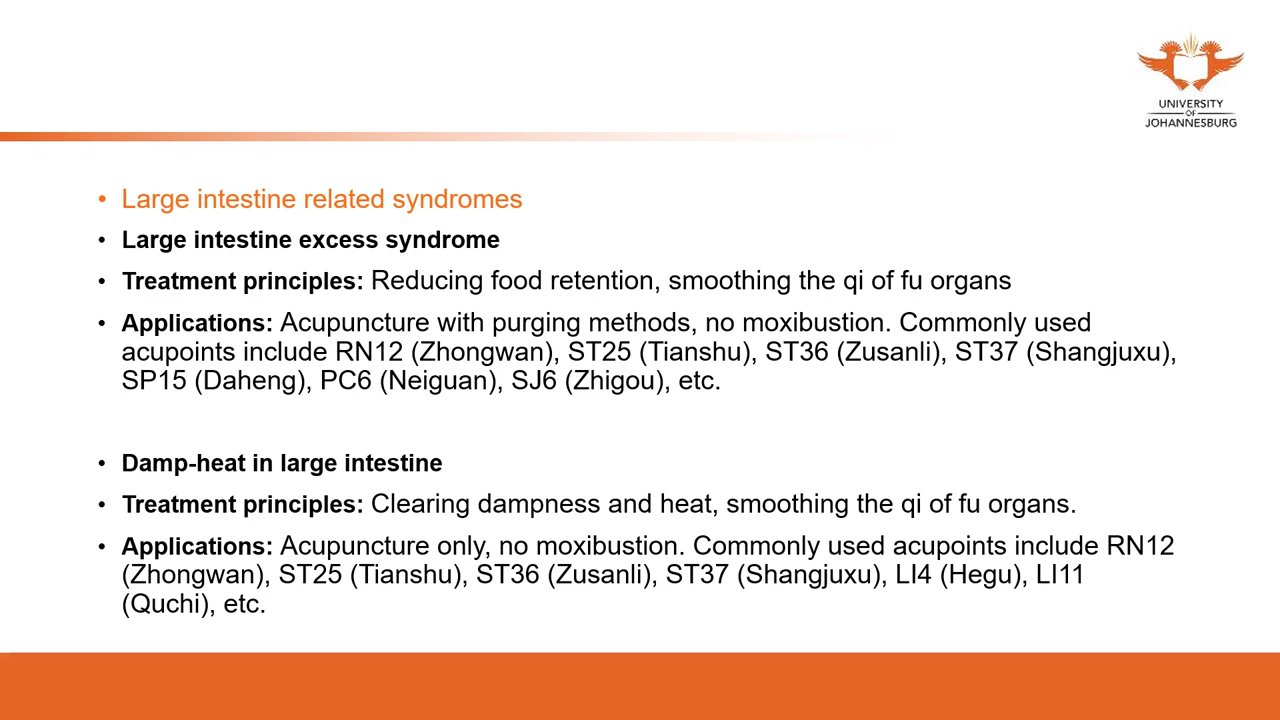 UNIVERSITY
OF
JOHANNESBURG
• Large intestine related syndromes
• Large intestine excess syndrome
• Treatment principles: Reducing food retention, smoothing the qi of fu organs
• Applications: Acupuncture with purging methods, no moxibustion. Commonly used
acupoints include RN12 (Zhongwan), ST25 (Tianshu), ST36 (Zusanli), ST37 (Shangjuxu),
SP15 (Daheng), PC6 (Neiguan), SJ6 (Zhigou), etc.
• Damp-heat in large intestine
• Treatment principles: Clearing dampness and heat, smoothing the qi of fu organs.
• Applications: Acupuncture only, no moxibustion. Commonly used acupoints include RN12
(Zhongwan), ST25 (Tianshu), ST36 (Zusanli), ST37 (Shangjuxu), LI4 (Hegu), LI11
(Quchi), etc.